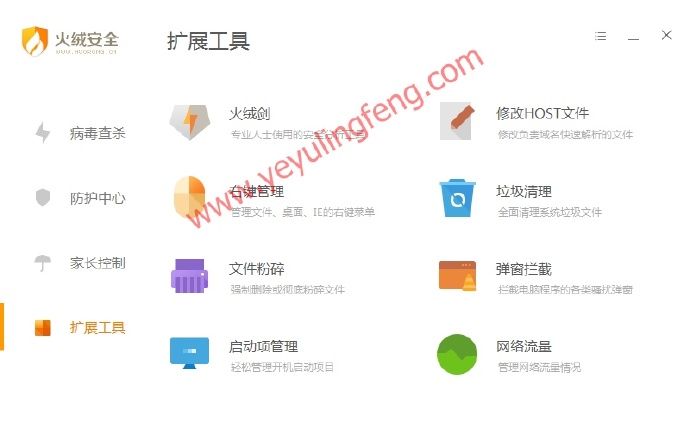 火绒安全
WWW.HUORONG.CN
扩展工具
病毒查杀
防护中心
家长控制
扩展工具
火绒剑
专业人士使用的安全分析工具
修改HOST文件
修改负责域名快速解析的文件
右键管理
管理文件、桌面、IE的右键菜单
垃圾清理
全面清理系统垃圾文件
文件粉碎
强制删除或彻底粉碎文件
弹窗拦截
拦截电脑程序的各类骚扰弹窗
启动项管理
轻松管理开机启动项目
网络流量
管理网络流量情况
www.yeyulingfeng.com